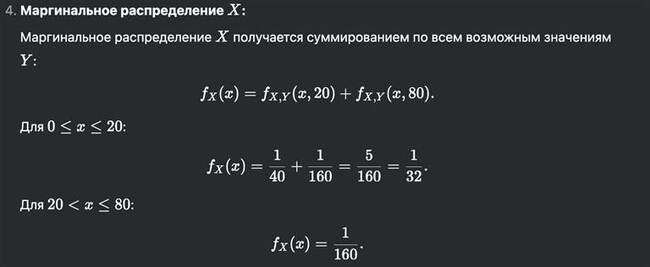 4. Маргинальное распределение X:
Маргинальное распределение X получается суммированием по всем возможным значениям
Y:
f_X(x) = f_{X,Y}(x, 20) + f_{X,Y}(x, 80).
Для 0 ≤ x ≤ 20:
f_X(x) = 1/40 + 1/160 = 5/160 = 1/32.
Для 20 < x ≤ 80:
f_X(x) = 1/160.